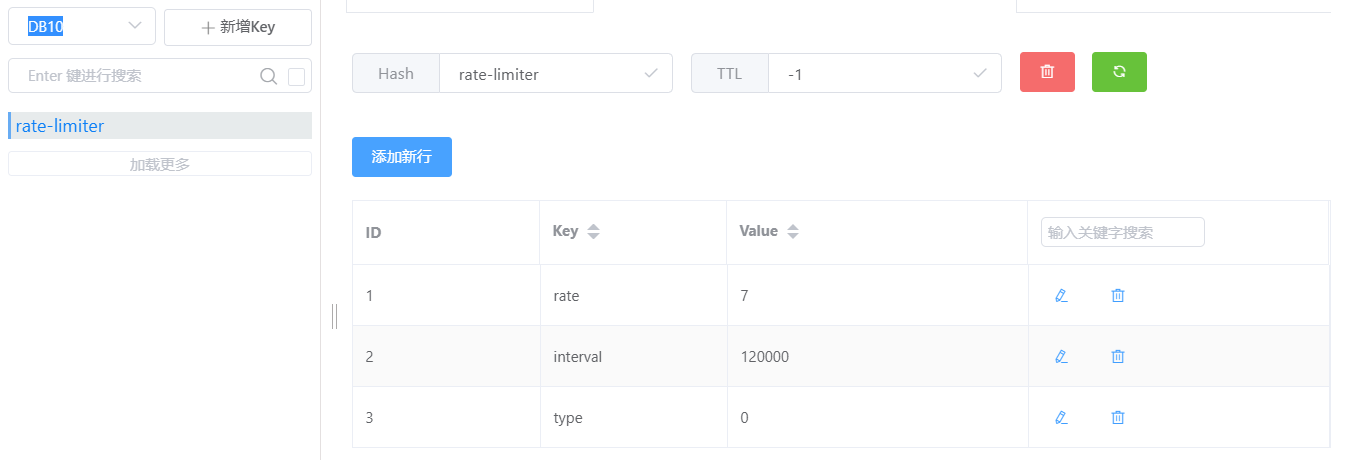 DB10
新增Key
Enter 键进行搜索
rate-limiter
加载更多
Hash
rate-limiter
TTL
-1
添加新行
ID Key Value 输入关键字搜索
1 rate 7
2 interval 120000
3 type 0